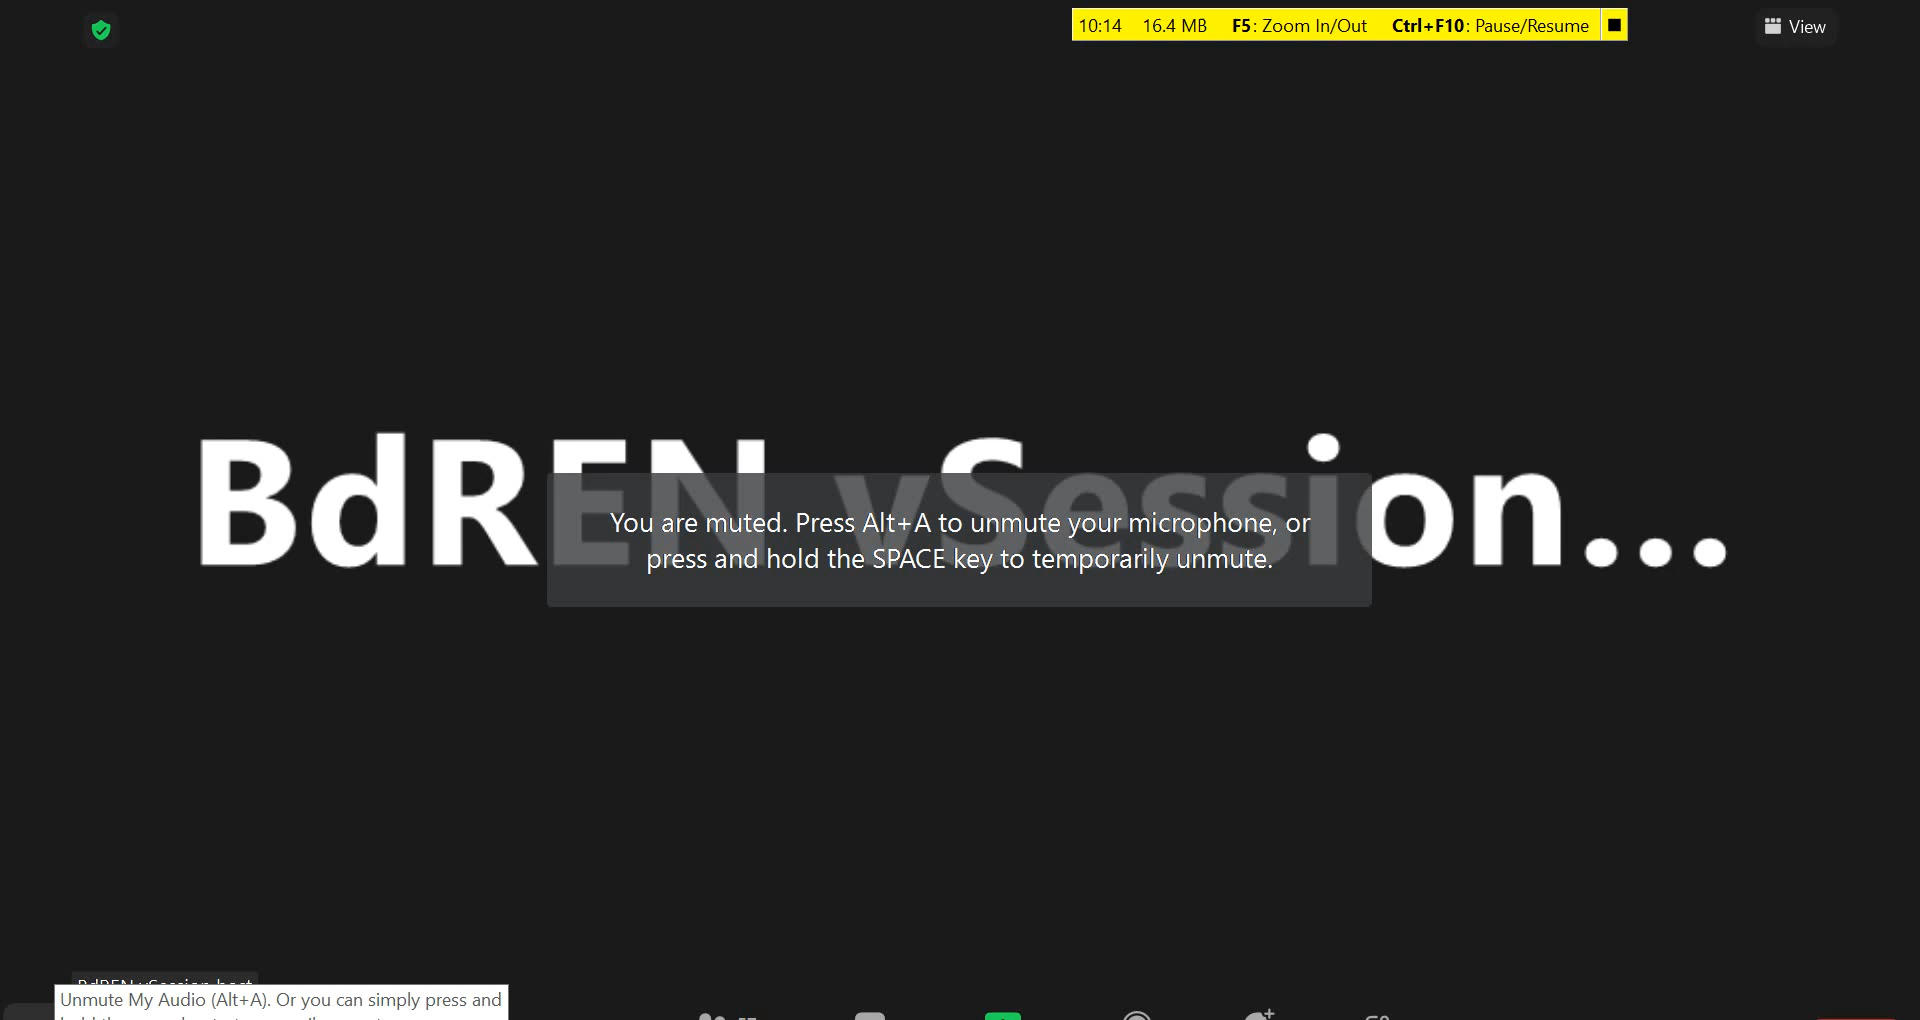 10:14 16.4 MB F5: Zoom In/Out Ctrl+F10: Pause/Resume
View
BdREN vSession...
You are muted. Press Alt+A to unmute your microphone, or
press and hold the SPACE key to temporarily unmute.
Unmute My Audio (Alt+A). Or you can simply press and